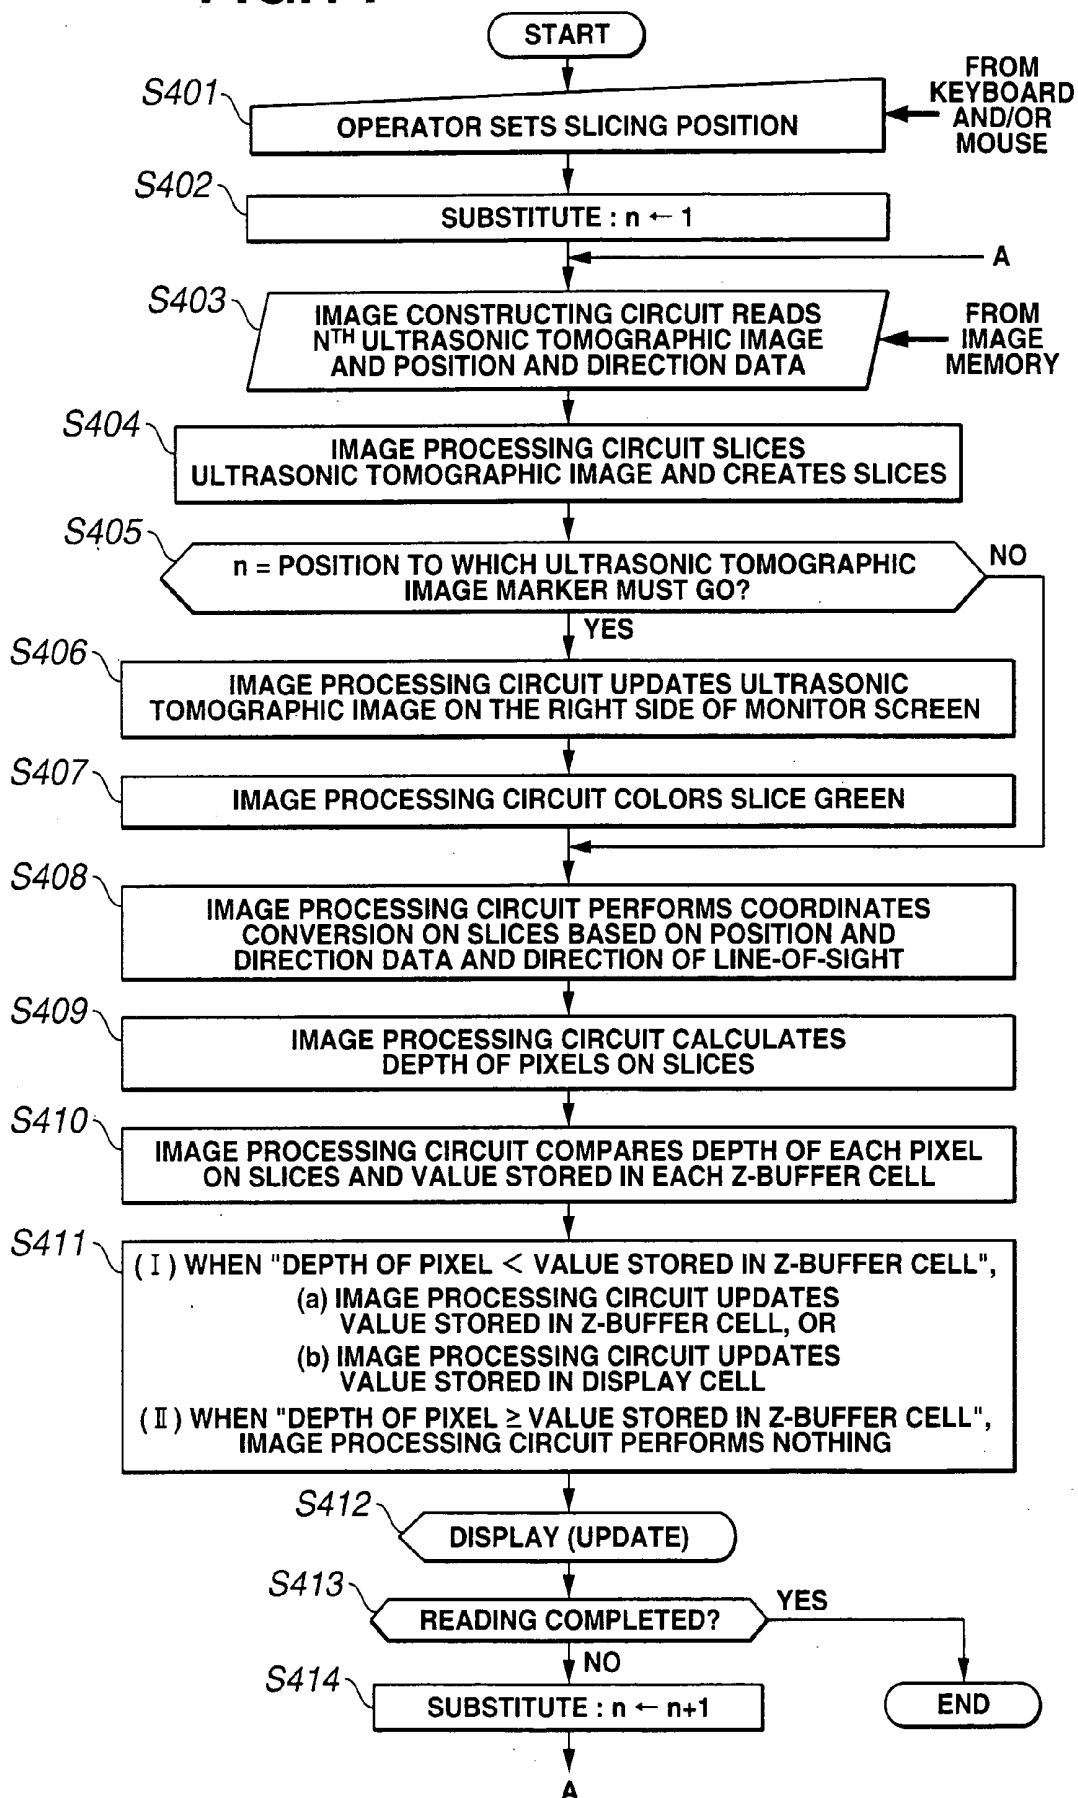 START
S401
OPERATOR SETS SLICING POSITION
FROM
KEYBOARD
AND/OR
MOUSE
S402
SUBSTITUTE : n ← 1
A
S403
IMAGE CONSTRUCTING CIRCUIT READS
NTH ULTRASONIC TOMOGRAPHIC IMAGE
AND POSITION AND DIRECTION DATA
FROM
IMAGE
MEMORY
S404
IMAGE PROCESSING CIRCUIT SLICES
ULTRASONIC TOMOGRAPHIC IMAGE AND CREATES SLICES
S405
n = POSITION TO WHICH ULTRASONIC TOMOGRAPHIC
IMAGE MARKER MUST GO?
NO
YES
S406
IMAGE PROCESSING CIRCUIT UPDATES ULTRASONIC
TOMOGRAPHIC IMAGE ON THE RIGHT SIDE OF MONITOR SCREEN
S407
IMAGE PROCESSING CIRCUIT COLORS SLICE GREEN
S408
IMAGE PROCESSING CIRCUIT PERFORMS COORDINATES
CONVERSION ON SLICES BASED ON POSITION AND
DIRECTION DATA AND DIRECTION OF LINE-OF-SIGHT
S409
IMAGE PROCESSING CIRCUIT CALCULATES
DEPTH OF PIXELS ON SLICES
S410
IMAGE PROCESSING CIRCUIT COMPARES DEPTH OF EACH PIXEL
ON SLICES AND VALUE STORED IN EACH Z-BUFFER CELL
S411
(I) WHEN "DEPTH OF PIXEL < VALUE STORED IN Z-BUFFER CELL",
(a) IMAGE PROCESSING CIRCUIT UPDATES
VALUE STORED IN Z-BUFFER CELL, OR
(b) IMAGE PROCESSING CIRCUIT UPDATES
VALUE STORED IN DISPLAY CELL
(II) WHEN "DEPTH OF PIXEL ≥ VALUE STORED IN Z-BUFFER CELL",
IMAGE PROCESSING CIRCUIT PERFORMS NOTHING
S412
DISPLAY (UPDATE)
S413
READING COMPLETED?
YES
NO
S414
SUBSTITUTE : n ← n+1
END
A